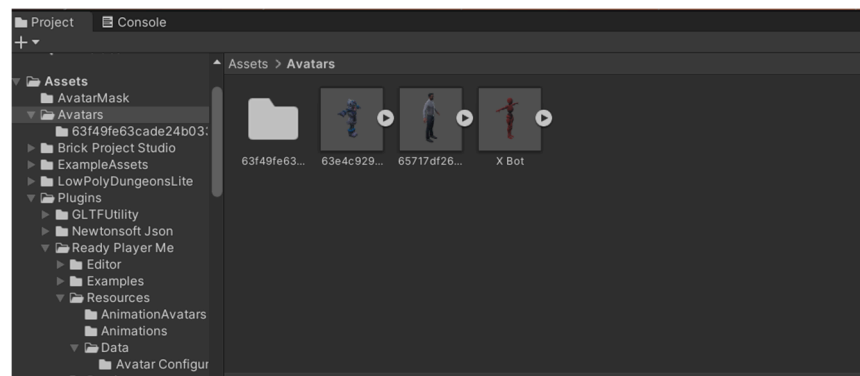 Project Console
Assets > Avatars
Assets
AvatarMask
Avatars
63f49fe63cade24b03
Brick Project Studio
ExampleAssets
LowPolyDungeonsLite
Plugins
GLTFUtility
Newtonsoft Json
Ready Player Me
Editor
Examples
Resources
AnimationAvatars
Animations
Data
Avatar Configur
63f49fe63... 63e4c929... 65717df26... X Bot